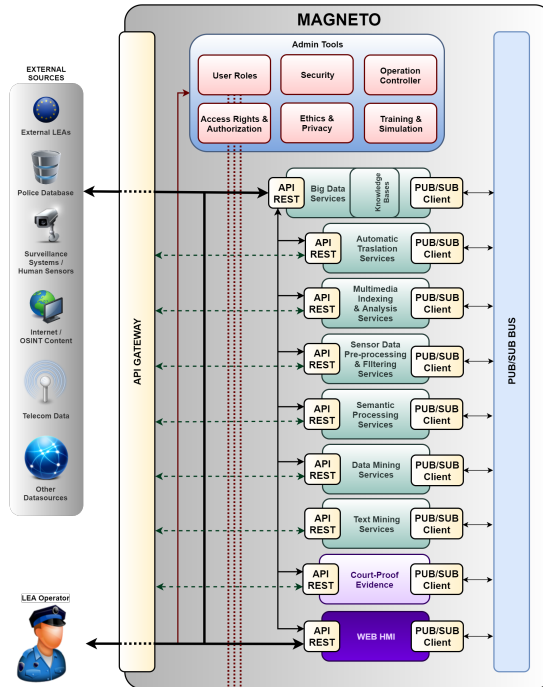 MAGNETO
Admin Tools
User Roles
Security
Operation
Controller
Access Rights &
Authorization
Ethics &
Privacy
Training &
Simulation
EXTERNAL
SOURCES
External LEAs
Police Database
Surveillance
Systems /
Human Sensors
Internet /
OSINT Content
Telecom Data
Other
Datasources
LEA Operator
API GATEWAY
API
REST
Big Data
Services
Knowledge
Bases
PUB/SUB
Client
API
REST
Automatic
Traslation
Services
PUB/SUB
Client
API
REST
Multimedia
Indexing
& Analysis
Services
PUB/SUB
Client
API
REST
Sensor Data
Pre-processing
& Filtering
Services
PUB/SUB
Client
API
REST
Semantic
Processing
Services
PUB/SUB
Client
API
REST
Data Mining
Services
PUB/SUB
Client
API
REST
Text Mining
Services
PUB/SUB
Client
API
REST
Court-Proof
Evidence
PUB/SUB
Client
API
REST
WEB HMI
PUB/SUB
Client
PUB/SUB BUS